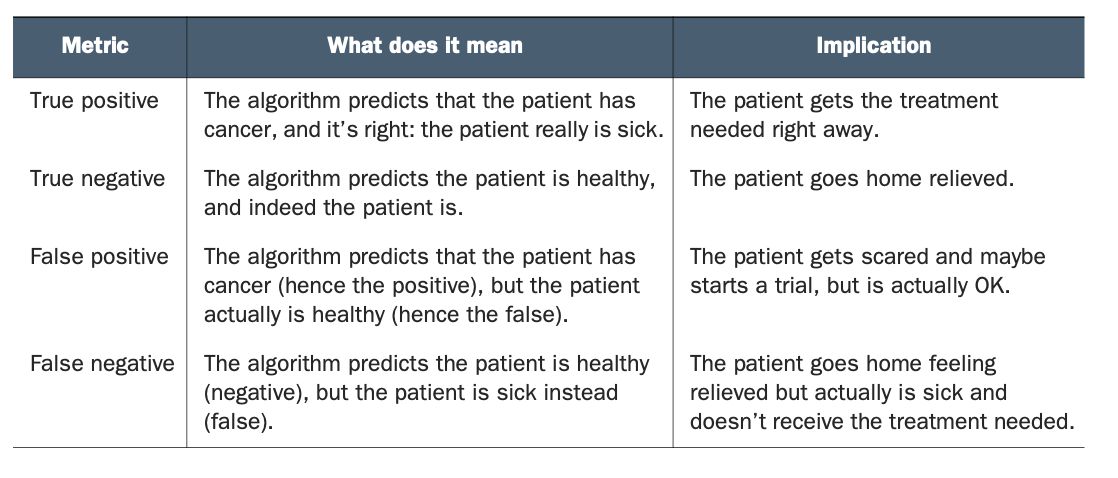 Metric What does it mean Implication
True positive The algorithm predicts that the patient has The patient gets the treatment
cancer, and it's right: the patient really is sick. needed right away.
True negative The algorithm predicts the patient is healthy, The patient goes home relieved.
and indeed the patient is.
False positive The algorithm predicts that the patient has The patient gets scared and maybe
cancer (hence the positive), but the patient starts a trial, but is actually OK.
actually is healthy (hence the false).
False negative The algorithm predicts the patient is healthy The patient goes home feeling
(negative), but the patient is sick instead relieved but actually is sick and
(false). doesn't receive the treatment needed.